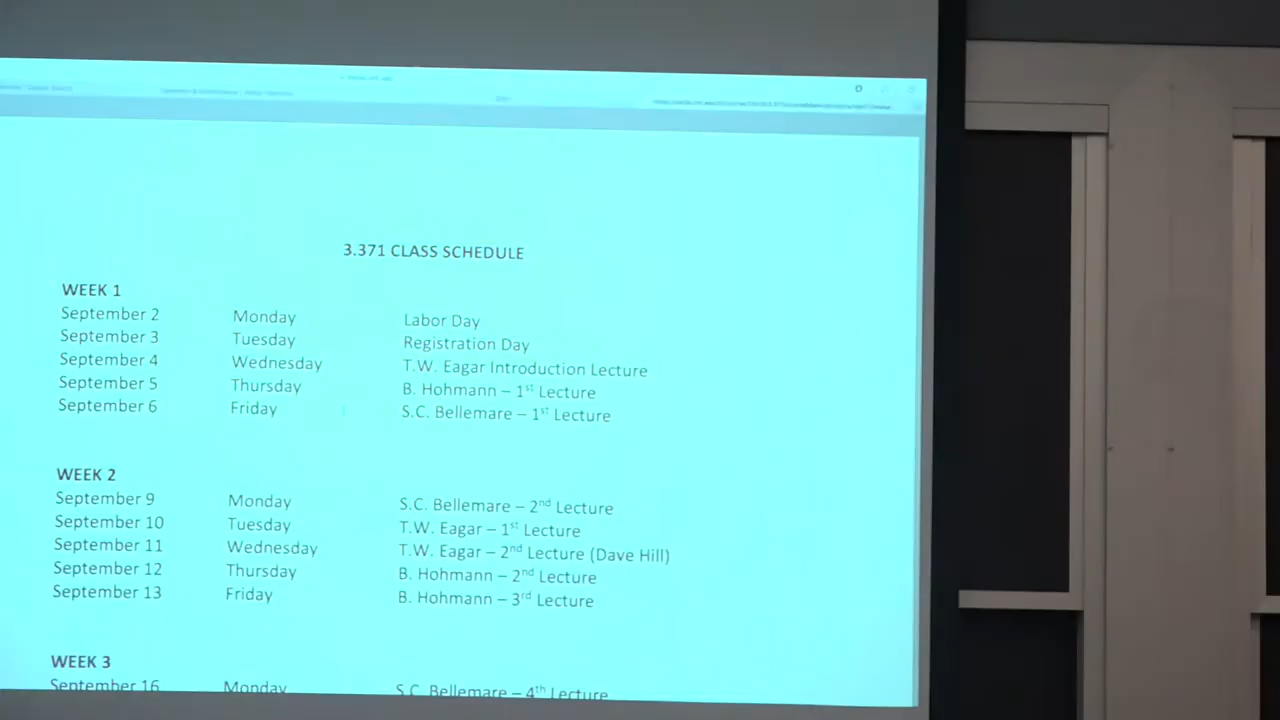 3.371 CLASS SCHEDULE
WEEK 1
September 2 Monday Labor Day
September 3 Tuesday Registration Day
September 4 Wednesday T.W. Eagar Introduction Lecture
September 5 Thursday B. Hohmann – 1st Lecture
September 6 Friday S.C. Bellemare – 1st Lecture
WEEK 2
September 9 Monday S.C. Bellemare – 2nd Lecture
September 10 Tuesday T.W. Eagar – 1st Lecture
September 11 Wednesday T.W. Eagar – 2nd Lecture (Dave Hill)
September 12 Thursday B. Hohmann – 2nd Lecture
September 13 Friday B. Hohmann – 3rd Lecture
WEEK 3
September 16 Monday S.C. Bellemare – 4th Lecture